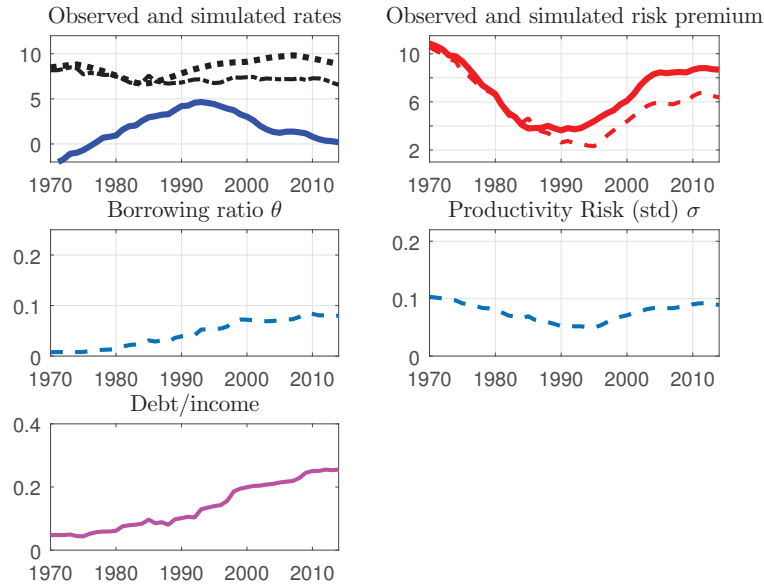 Observed and simulated rates
10
5
0
1970 1980 1990 2000 2010
Observed and simulated risk premium
10
6
2
1970 1980 1990 2000 2010
Borrowing ratio θ
0.2
0.1
0
1970 1980 1990 2000 2010
Productivity Risk (std) σ
0.2
0.1
0
1970 1980 1990 2000 2010
Debt/income
0.4
0.2
0
1970 1980 1990 2000 2010